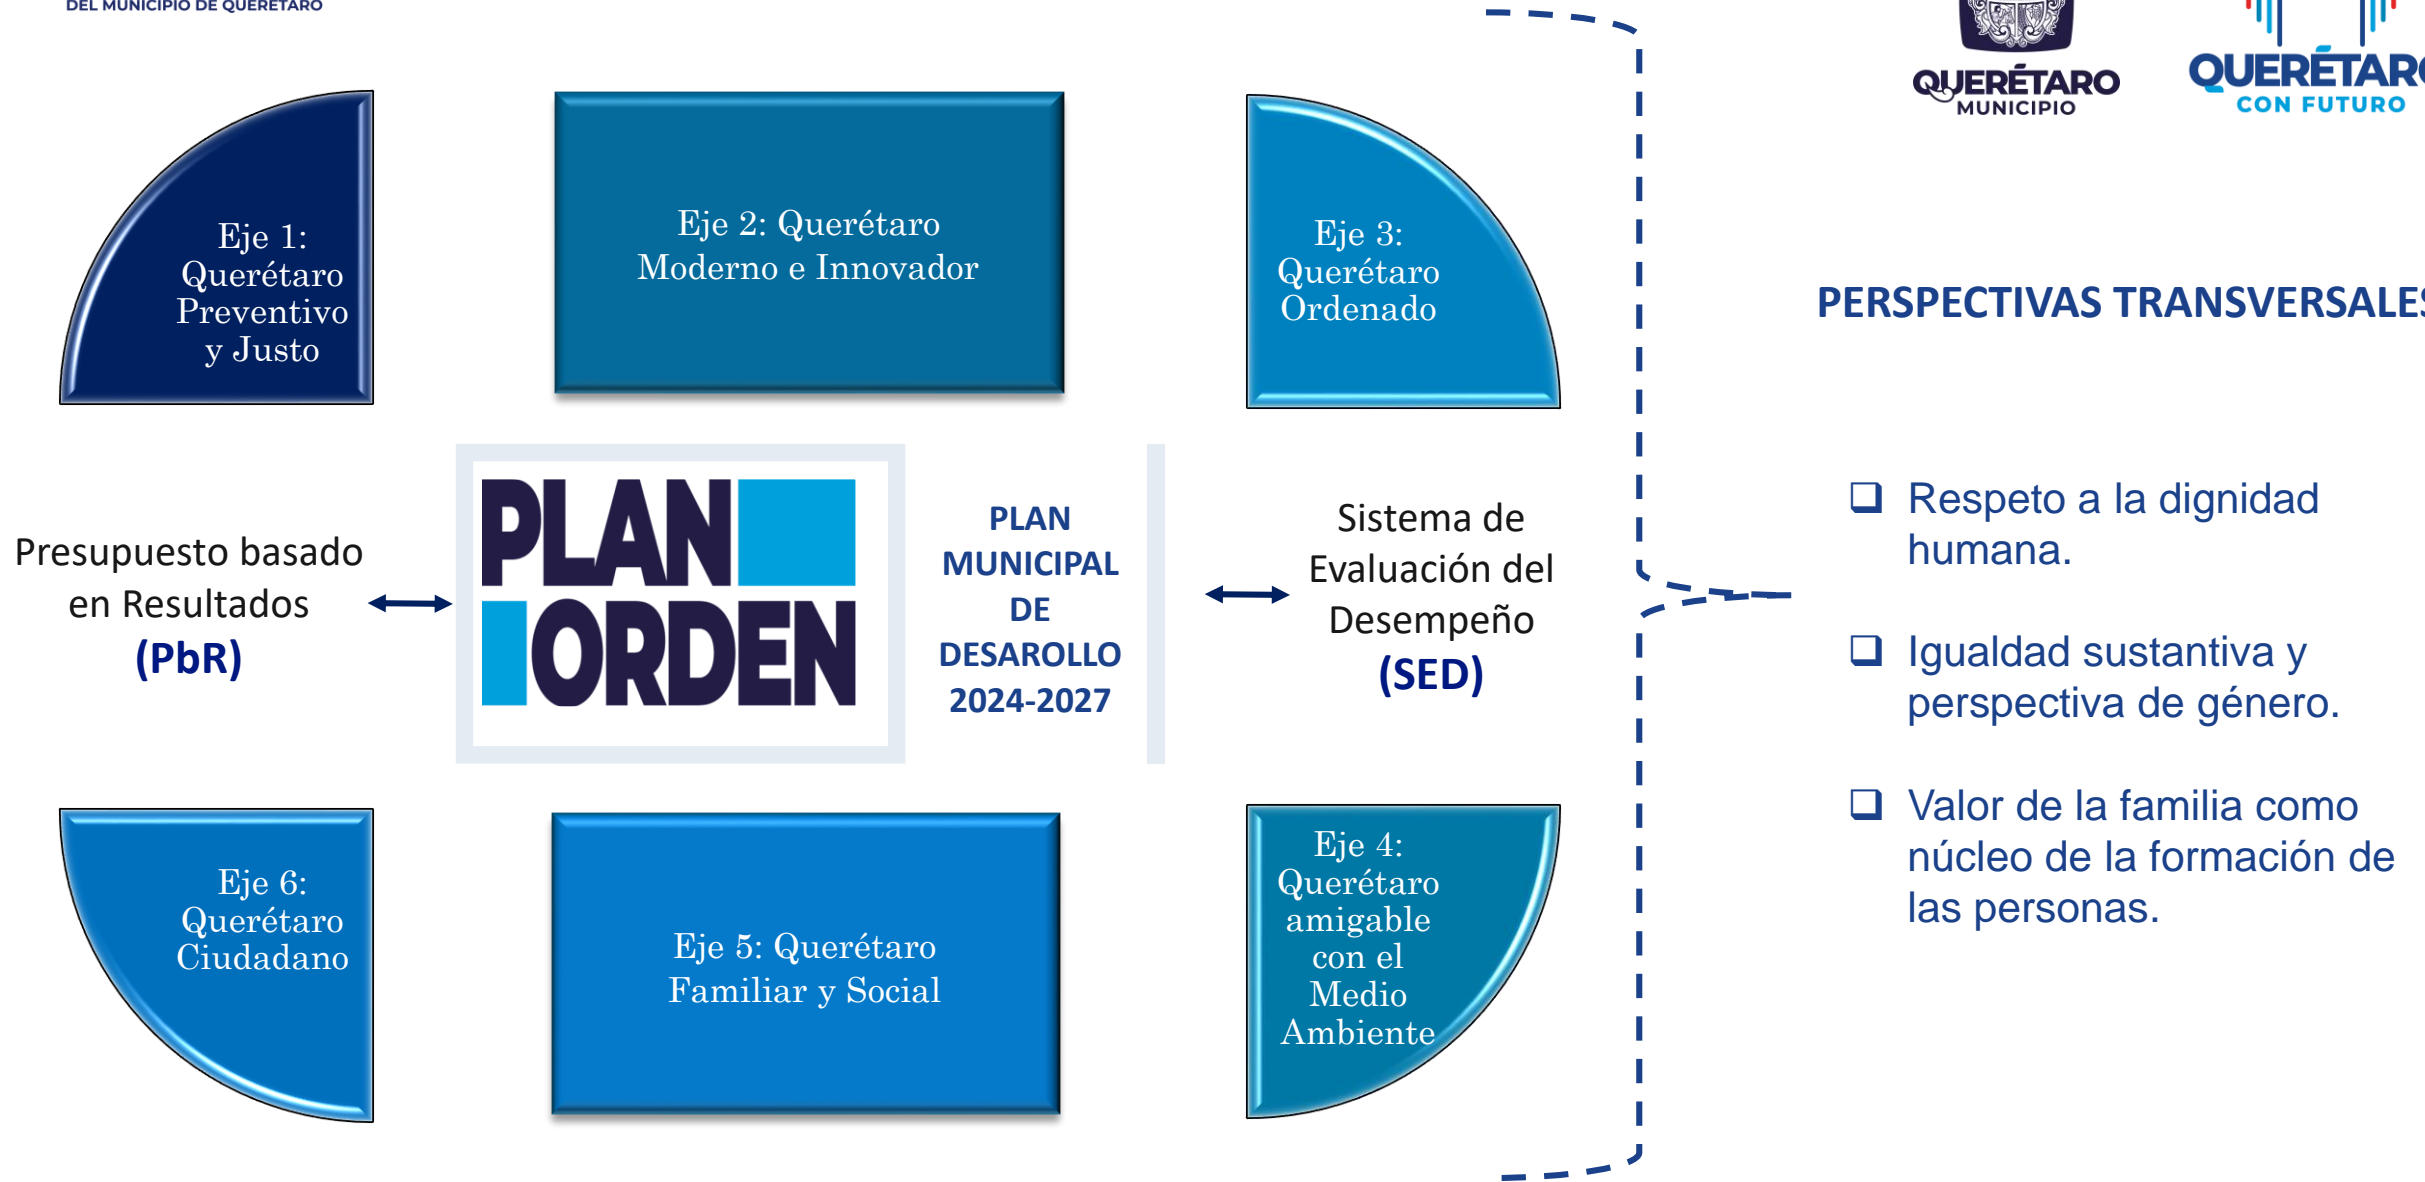 DEL MUNICIPIO DE QUERÉTARO
QUERÉTARO
MUNICIPIO
CON FUTURO
Eje 1:
Querétaro
Preventivo
y Justo
Eje 2: Querétaro
Moderno e Innovador
Eje 3:
Querétaro
Ordenado
Presupuesto basado
en Resultados
(PbR)
PLAN
ORDEN
PLAN
MUNICIPAL
DE
DESAROLLO
2024-2027
Sistema de
Evaluación del
Desempeño
(SED)
Eje 6:
Querétaro
Ciudadano
Eje 5: Querétaro
Familiar y Social
Eje 4:
Querétaro
amigable
con el
Medio
Ambiente
PERSPECTIVAS TRANSVERSALES
Respeto a la dignidad
humana.
Igualdad sustantiva y
perspectiva de género.
Valor de la familia como
núcleo de la formación de
las personas.